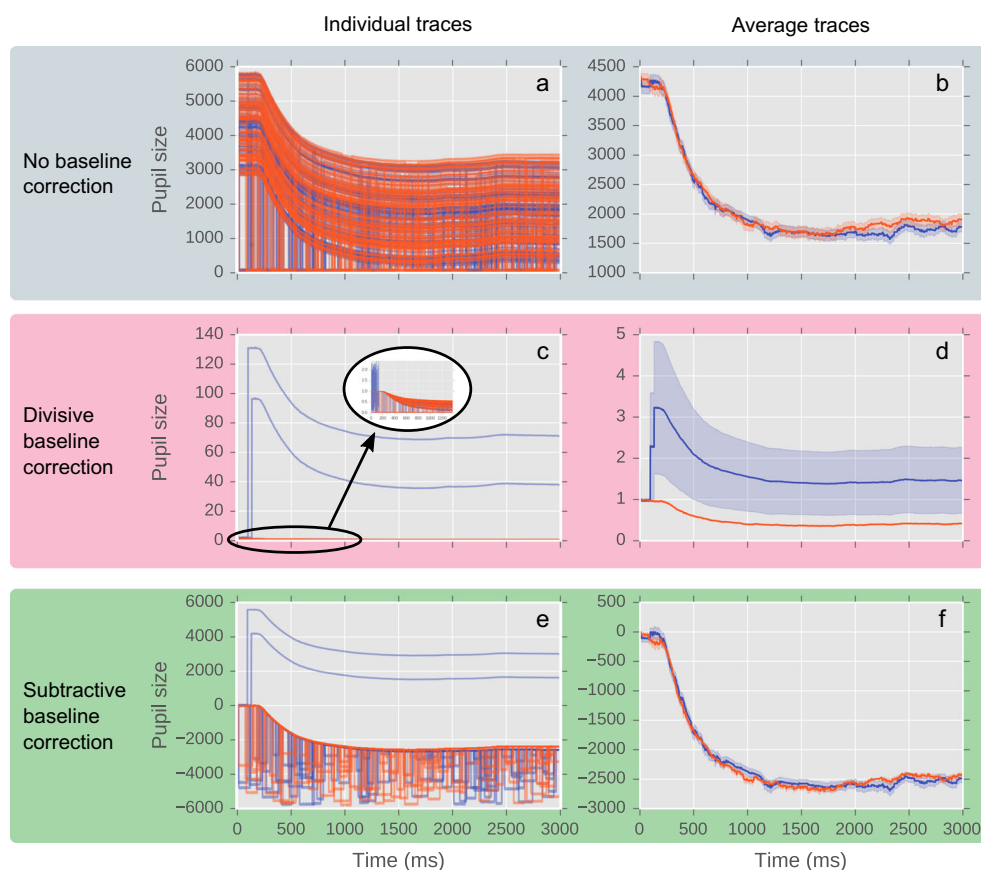 Individual traces
Average traces
No baseline
correction
Pupil size
6000
5000
4000
3000
2000
1000
0
a
4500
4000
3500
3000
2500
2000
1500
1000
b
Divisive
baseline
correction
Pupil size
140
120
100
80
60
40
20
0
c
5
4
3
2
1
0
d
Subtractive
baseline
correction
Pupil size
6000
4000
2000
0
−2000
−4000
−6000
e
0 500 1000 1500 2000 2500 3000
Time (ms)
500
0
−500
−1000
−1500
−2000
−2500
−3000
f
0 500 1000 1500 2000 2500 3000
Time (ms)